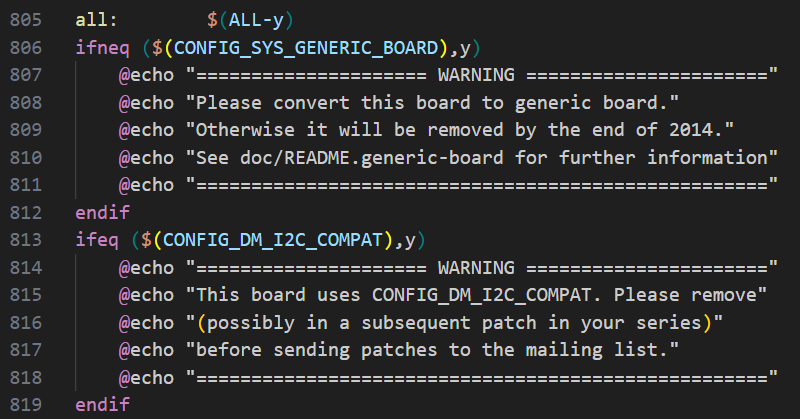 805 all:		$(ALL-y)
806 ifneq ($(CONFIG_SYS_GENERIC_BOARD),y)
807 	@echo "===================== WARNING ======================"
808 	@echo "Please convert this board to generic board."
809 	@echo "Otherwise it will be removed by the end of 2014."
810 	@echo "See doc/README.generic-board for further information"
811 	@echo "===================================================="
812 endif
813 ifeq ($(CONFIG_DM_I2C_COMPAT),y)
814 	@echo "===================== WARNING ======================"
815 	@echo "This board uses CONFIG_DM_I2C_COMPAT. Please remove"
816 	@echo "(possibly in a subsequent patch in your series)"
817 	@echo "before sending patches to the mailing list."
818 	@echo "===================================================="
819 endif